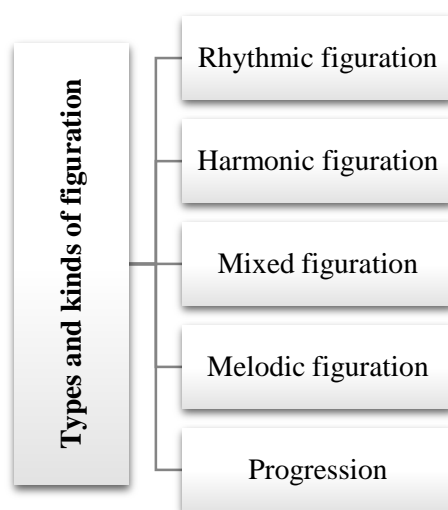 Types and kinds of figuration
Rhythmic figuration
Harmonic figuration
Mixed figuration
Melodic figuration
Progression